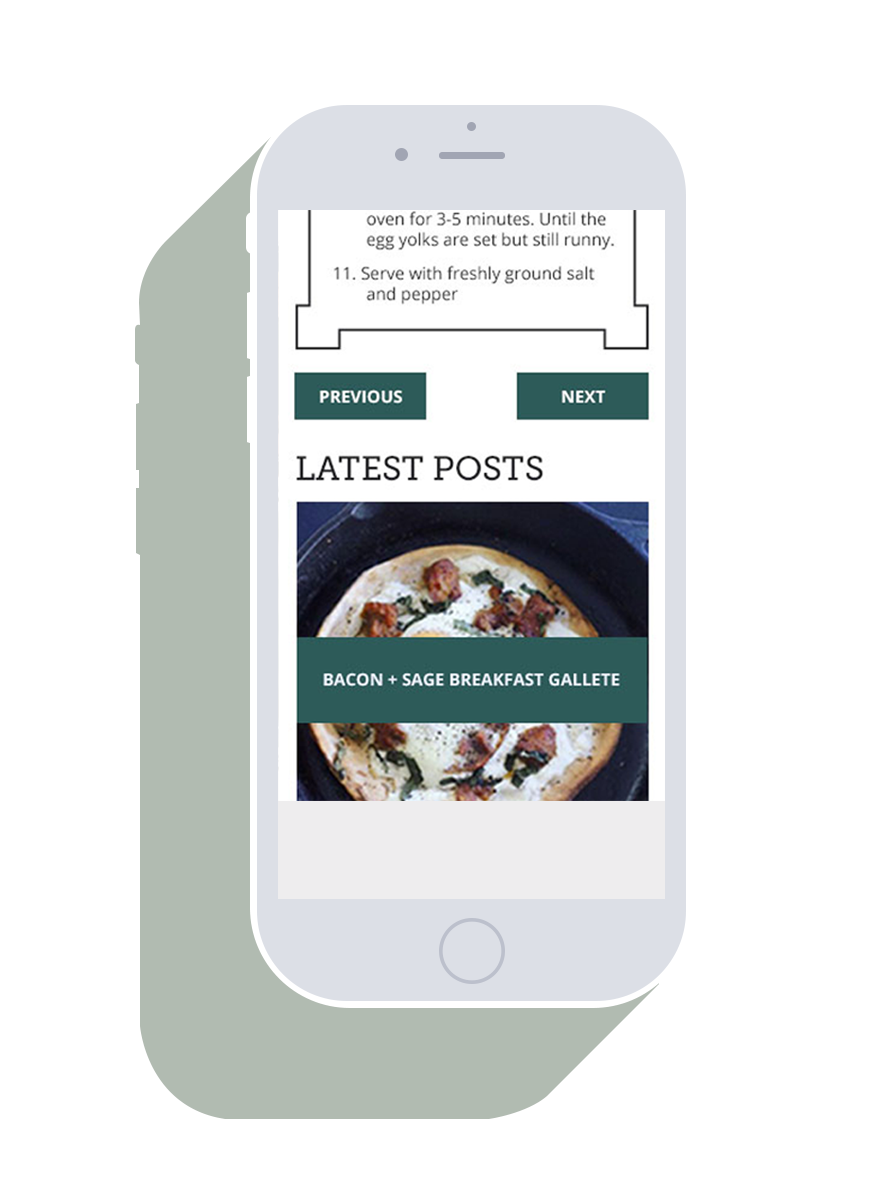 oven for 3-5 minutes. Until the
egg yolks are set but still runny.
11. Serve with freshly ground salt
and pepper
PREVIOUS
NEXT
LATEST POSTS
BACON + SAGE BREAKFAST GALLETE